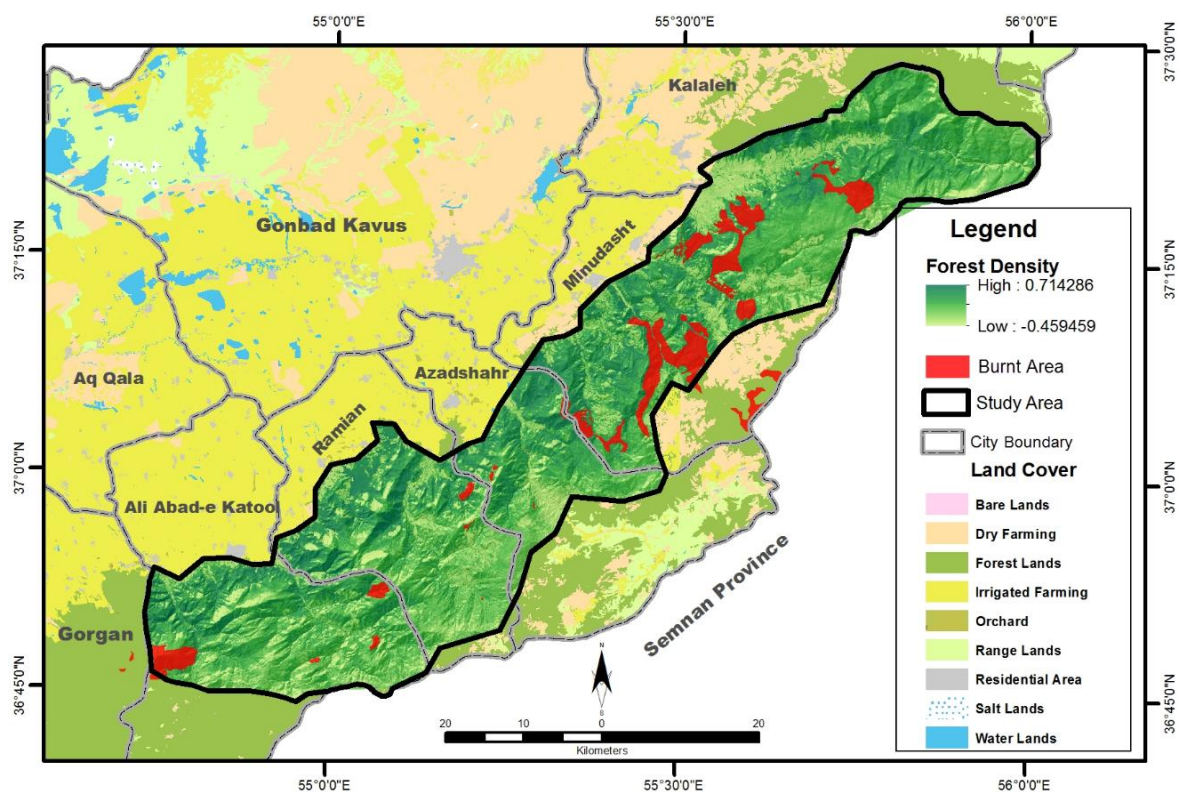 55°0'0"E
55°30'0"E
56°0'0"E
37°30'0"N
37°15'0"N
37°0'0"N
36°45'0"N
37°30'0"N
37°15'0"N
37°0'0"N
36°45'0"N
Kalaleh
Gonbad Kavus
Minudasht
Aq Qala
Azadshahr
Ramian
Ali Abad-e Katool
Gorgan
Semnan Province
Legend
Forest Density
High : 0.714286
Low : -0.459459
Burnt Area
Study Area
City Boundary
Land Cover
Bare Lands
Dry Farming
Forest Lands
Irrigated Farming
Orchard
Range Lands
Residential Area
Salt Lands
Water Lands
N
S
20 10 0 20
Kilometers
55°0'0"E
55°30'0"E
56°0'0"E